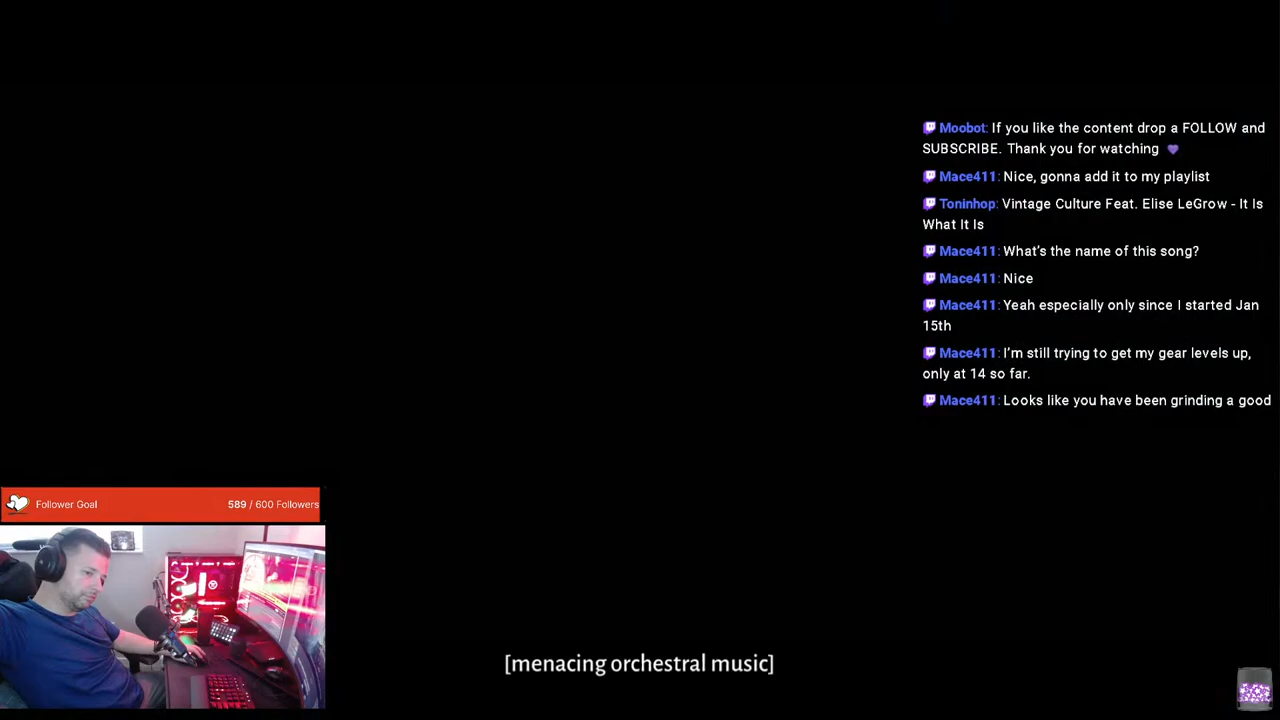 Moobot: If you like the content drop a FOLLOW and
SUBSCRIBE. Thank you for watching 💜
Mace411: Nice, gonna add it to my playlist
Toninhop: Vintage Culture Feat. Elise LeGrow - It Is
What It Is
Mace411: What's the name of this song?
Mace411: Nice
Mace411: Yeah especially only since I started Jan
15th
Mace411: I'm still trying to get my gear levels up,
only at 14 so far.
Mace411: Looks like you have been grinding a good
Follower Goal 589 / 600 Followers
[menacing orchestral music]